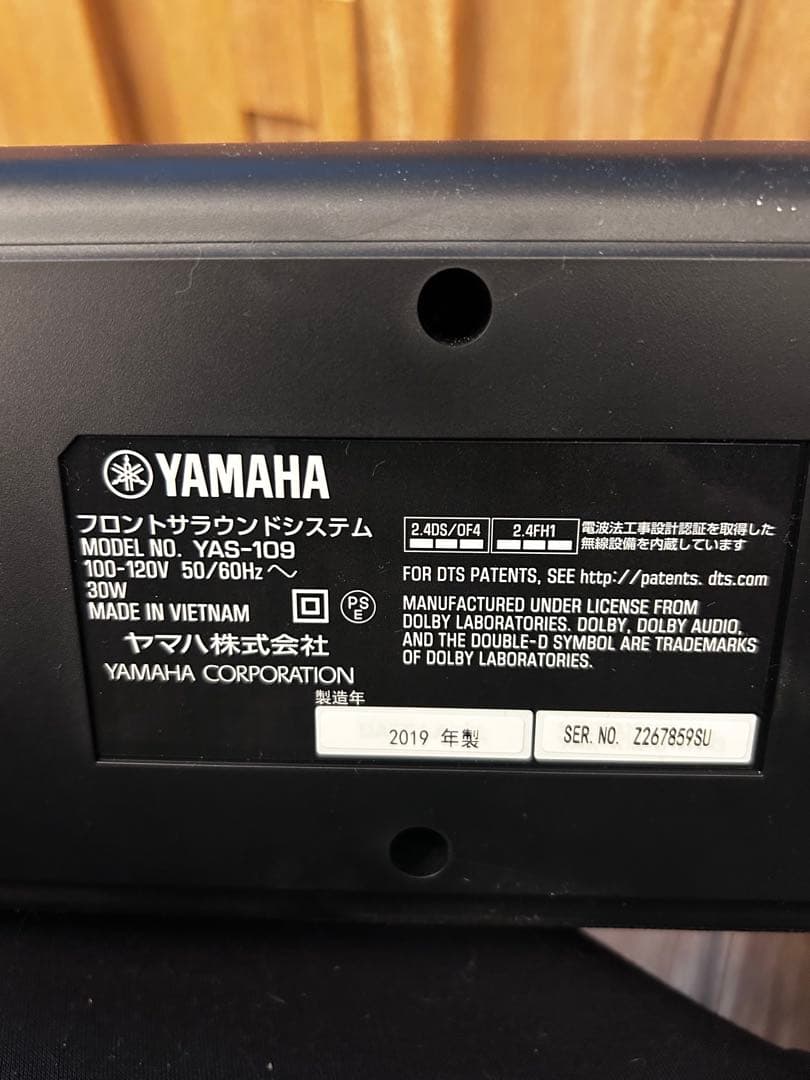 YAMAHA
フロントサラウンドシステム
MODEL NO. YAS-109
100-120V 50/60Hz ～
30W
MADE IN VIETNAM
PS
E
ヤマハ株式会社
YAMAHA CORPORATION
2.4DS/OF4
2.4FH1
電波法工事設計認証を取得した
無線設備を内蔵しています
FOR DTS PATENTS, SEE http://patents. dts.com
MANUFACTURED UNDER LICENSE FROM
DOLBY LABORATORIES. DOLBY, DOLBY AUDIO,
AND THE DOUBLE-D SYMBOL ARE TRADEMARKS
OF DOLBY LABORATORIES.
製造年
2019 年製
SER. NO. Z267859SU